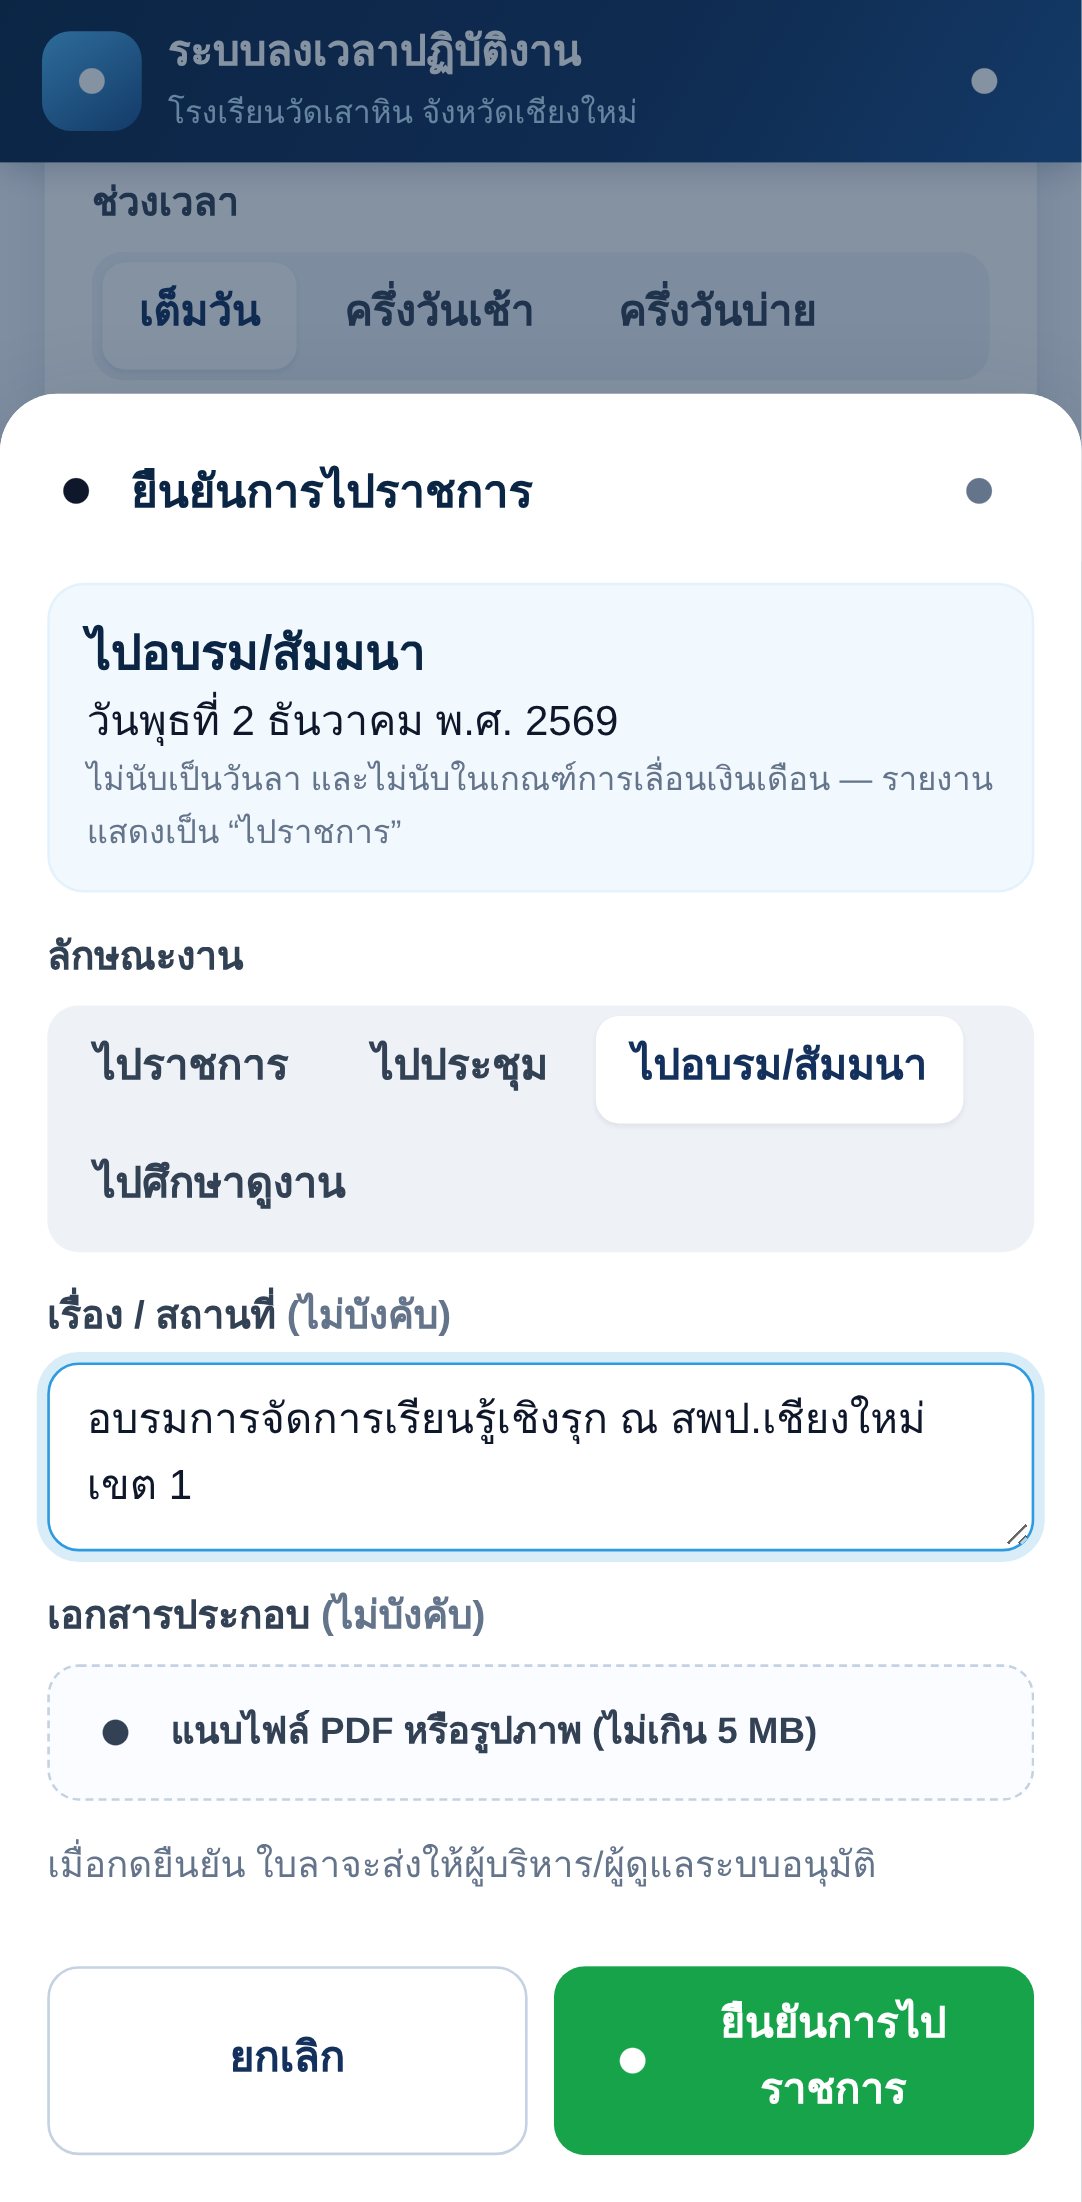 ระบบลงเวลาปฏิบัติงาน
โรงเรียนวัดเสาหิน จังหวัดเชียงใหม่
ช่วงเวลา
เต็มวัน ครึ่งวันเช้า ครึ่งวันบ่าย
ยืนยันการไปราชการ
ไปอบรม/สัมมนา
วันพุธที่ 2 ธันวาคม พ.ศ. 2569
ไม่นับเป็นวันลา และไม่นับในเกณฑ์การเลื่อนเงินเดือน — รายงาน
แสดงเป็น “ไปราชการ”
ลักษณะงาน
ไปราชการ ไปประชุม ไปอบรม/สัมมนา
ไปศึกษาดูงาน
เรื่อง / สถานที่ (ไม่บังคับ)
อบรมการจัดการเรียนรู้เชิงรุก ณ สพป.เชียงใหม่
เขต 1
เอกสารประกอบ (ไม่บังคับ)
แนบไฟล์ PDF หรือรูปภาพ (ไม่เกิน 5 MB)
เมื่อกดยืนยัน ใบลาจะส่งให้ผู้บริหาร/ผู้ดูแลระบบอนุมัติ
ยกเลิก
ยืนยันการไป
ราชการ